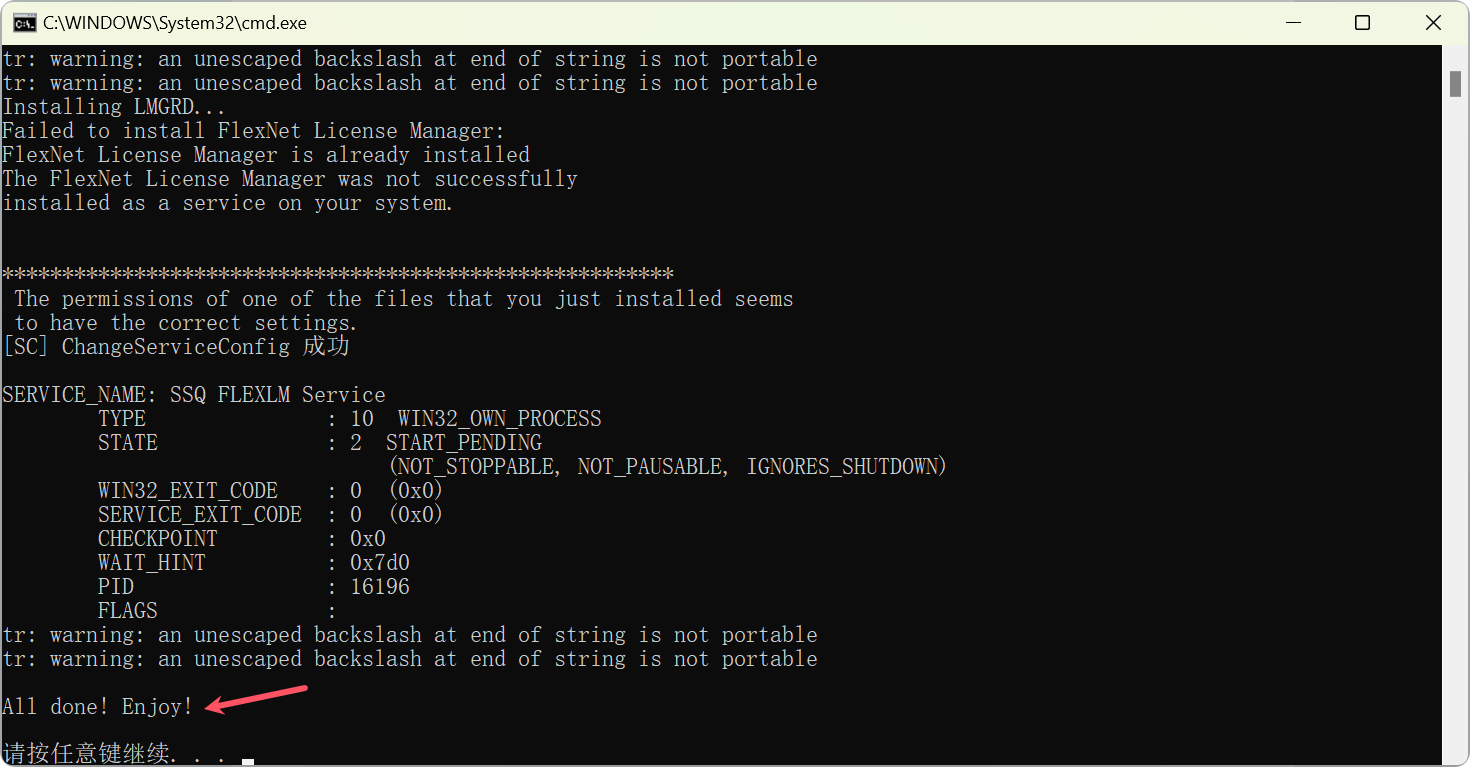 C:\WINDOWS\System32\cmd.exe
tr: warning: an unescaped backslash at end of string is not portable
tr: warning: an unescaped backslash at end of string is not portable
Installing LMGRD...
Failed to install FlexNet License Manager:
FlexNet License Manager is already installed
The FlexNet License Manager was not successfully
installed as a service on your system.
********************************************************
The permissions of one of the files that you just installed seems
to have the correct settings.
[SC] ChangeServiceConfig 成功
SERVICE_NAME: SSQ FLEXLM Service
TYPE : 10 WIN32_OWN_PROCESS
STATE : 2 START_PENDING
(NOT_STOPPABLE, NOT_PAUSABLE, IGNORES_SHUTDOWN)
WIN32_EXIT_CODE : 0 (0x0)
SERVICE_EXIT_CODE : 0 (0x0)
CHECKPOINT : 0x0
WAIT_HINT : 0x7d0
PID : 16196
FLAGS :
tr: warning: an unescaped backslash at end of string is not portable
tr: warning: an unescaped backslash at end of string is not portable
All done! Enjoy!
请按任意键继续. . .